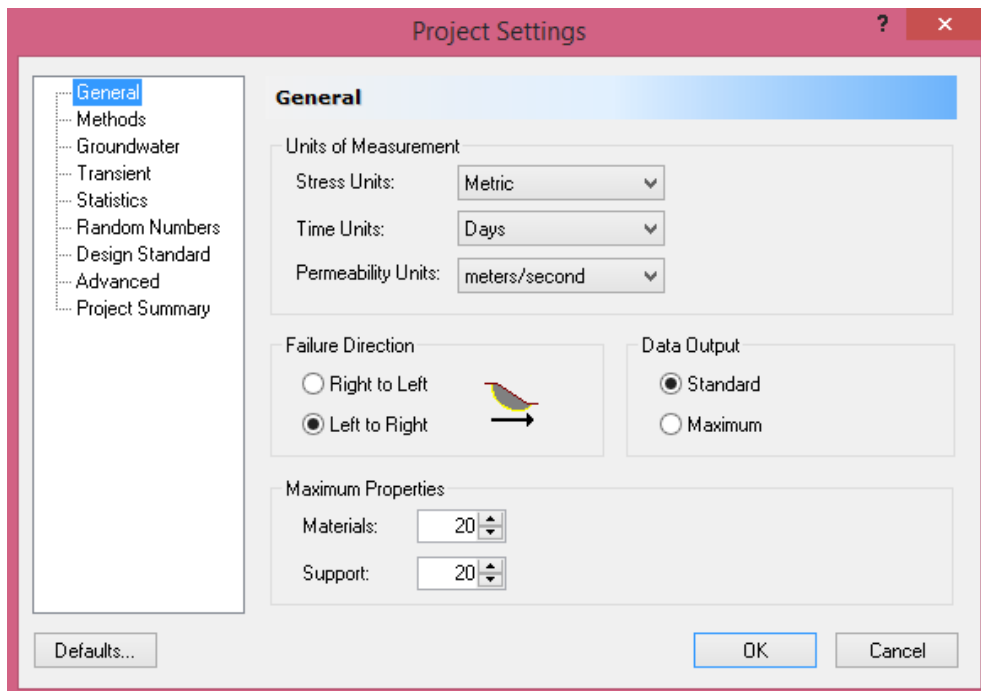 Project Settings
?
General
Methods
Groundwater
Transient
Statistics
Random Numbers
Design Standard
Advanced
Project Summary
General
Units of Measurement
Stress Units: Metric
Time Units: Days
Permeability Units: meters/second
Failure Direction
Right to Left
Left to Right
Data Output
Standard
Maximum
Maximum Properties
Materials: 20
Support: 20
Defaults...
OK
Cancel